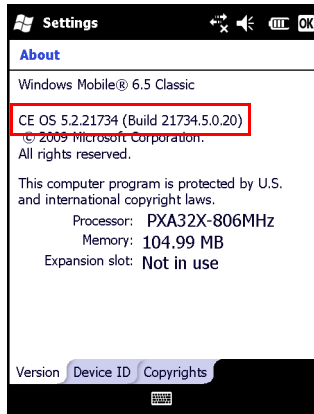 Settings
OK
About
Windows Mobile® 6.5 Classic
CE OS 5.2.21734 (Build 21734.5.0.20)
© 2009 Microsoft Corporation.
All rights reserved.
This computer program is protected by U.S.
and international copyright laws.
Processor: PXA32X-806MHz
Memory: 104.99 MB
Expansion slot: Not in use
Version Device ID Copyrights